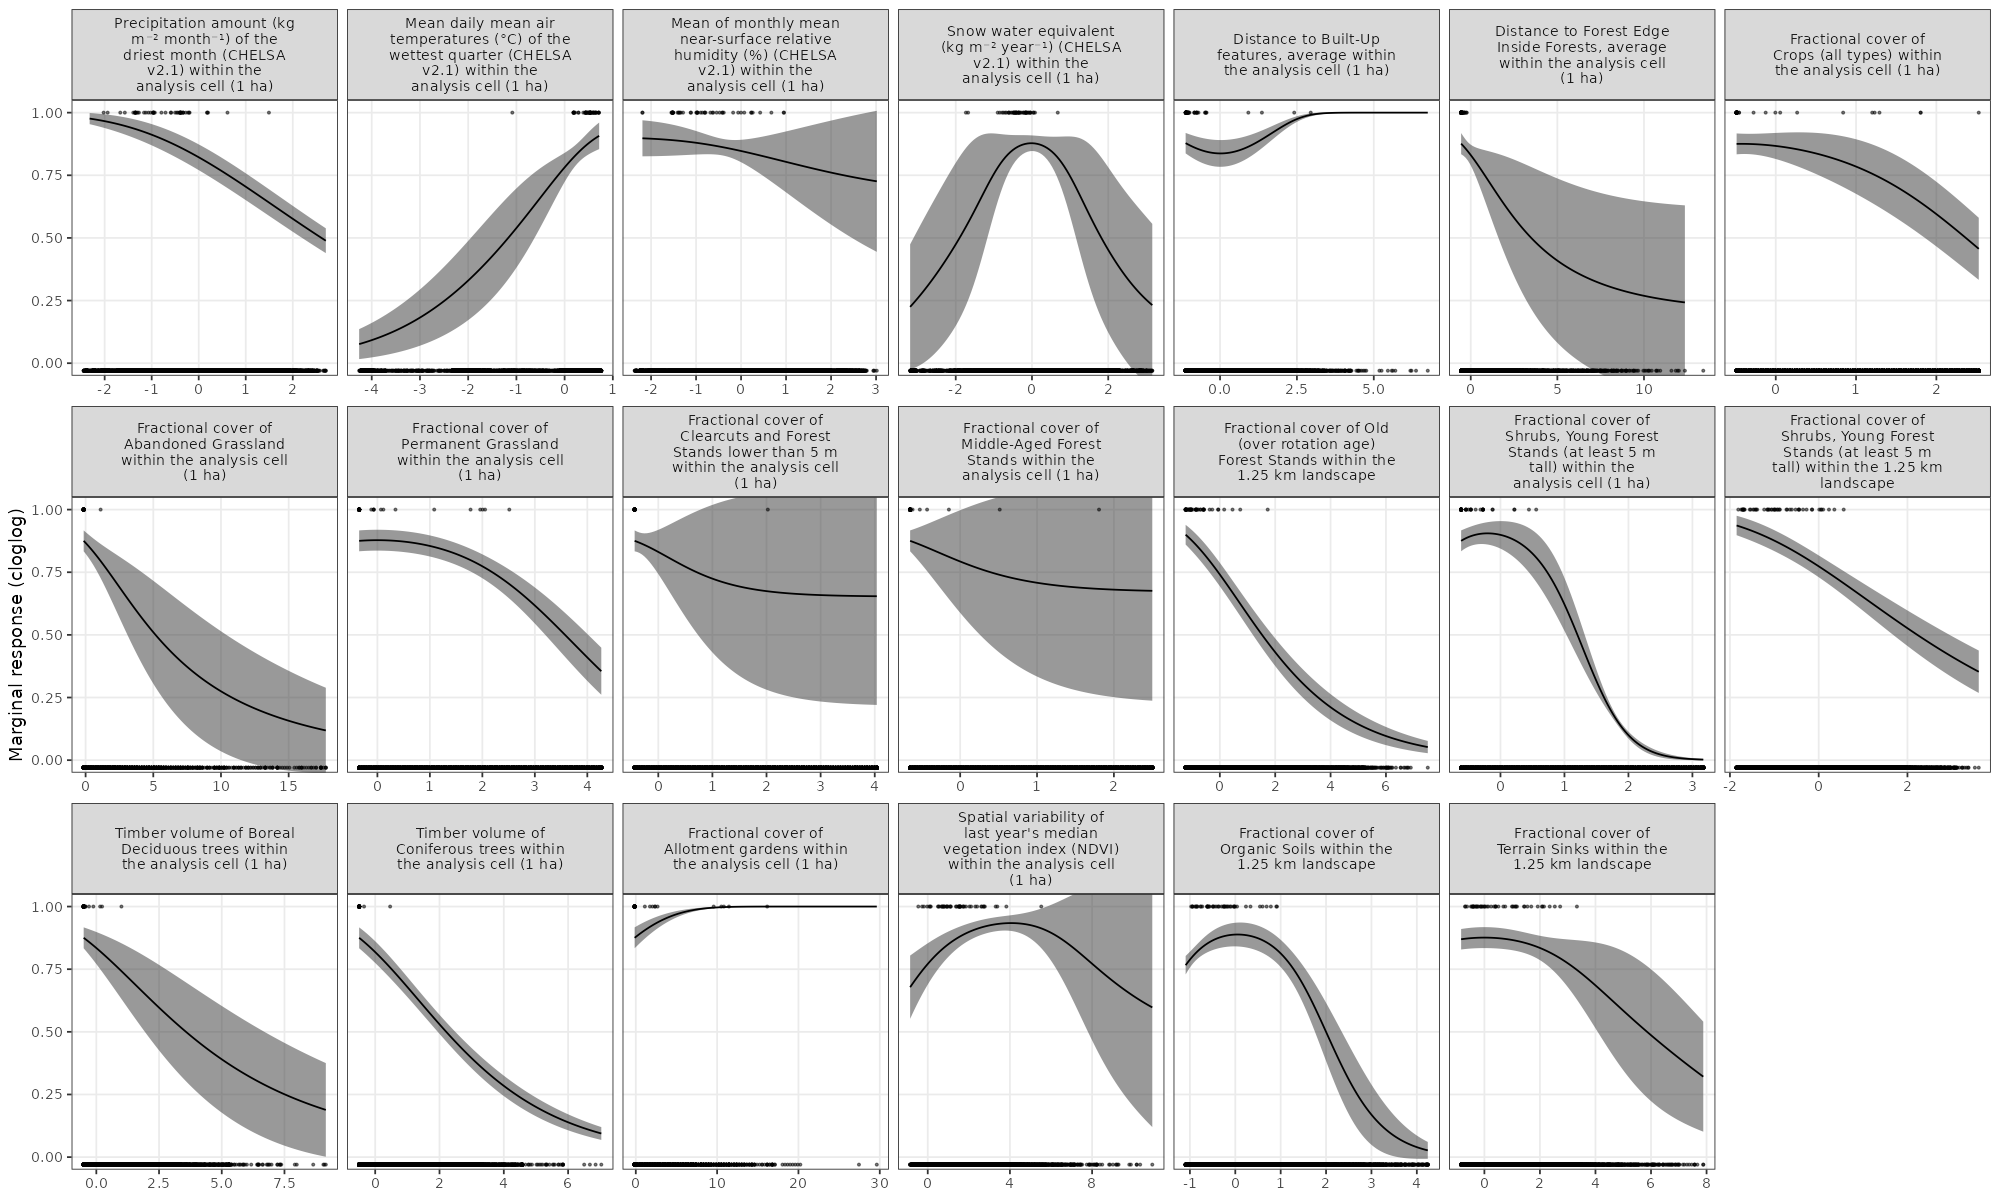 Precipitation amount (kg
m⁻² month⁻¹) of the
driest month (CHELSA
v2.1) within the
analysis cell (1 ha)
Mean daily mean air
temperatures (°C) of the
wettest quarter (CHELSA
v2.1) within the
analysis cell (1 ha)
Mean of monthly mean
near-surface relative
humidity (%) (CHELSA
v2.1) within the
analysis cell (1 ha)
Snow water equivalent
(kg m⁻² year⁻¹) (CHELSA
v2.1) within the
analysis cell (1 ha)
Distance to Built-Up
features, average within
the analysis cell (1 ha)
Distance to Forest Edge
Inside Forests, average
within the analysis cell
(1 ha)
Fractional cover of
Crops (all types) within
the analysis cell (1 ha)
1.00
0.75
0.50
0.25
0.00
-2 -1 0 1 2
-4 -3 -2 -1 0 1
-2 -1 0 1 2 3
-2 0 2
0.0 2.5 5.0
0 5 10
0 1 2
Marginal response (cloglog)
Fractional cover of
Abandoned Grassland
within the analysis cell
(1 ha)
Fractional cover of
Permanent Grassland
within the analysis cell
(1 ha)
Fractional cover of
Clearcuts and Forest
Stands lower than 5 m
within the analysis cell
(1 ha)
Fractional cover of
Middle-Aged Forest
Stands within the
analysis cell (1 ha)
Fractional cover of Old
(over rotation age)
Forest Stands within the
1.25 km landscape
Fractional cover of
Shrubs, Young Forest
Stands (at least 5 m
tall) within the
analysis cell (1 ha)
Fractional cover of
Shrubs, Young Forest
Stands (at least 5 m
tall) within the 1.25 km
landscape
1.00
0.75
0.50
0.25
0.00
0 5 10 15
0 1 2 3 4
0 1 2 3 4
0 1 2
0 2 4 6
0 1 2 3
-2 0 2
Timber volume of Boreal
Deciduous trees within
the analysis cell (1 ha)
Timber volume of
Coniferous trees within
the analysis cell (1 ha)
Fractional cover of
Allotment gardens within
the analysis cell (1 ha)
Spatial variability of
last year's median
vegetation index (NDVI)
within the analysis cell
(1 ha)
Fractional cover of
Organic Soils within the
1.25 km landscape
Fractional cover of
Terrain Sinks within the
1.25 km landscape
1.00
0.75
0.50
0.25
0.00
0.0 2.5 5.0 7.5
0 2 4 6
0 10 20 30
0 4 8
-1 0 1 2 3 4
0 2 4 6 8